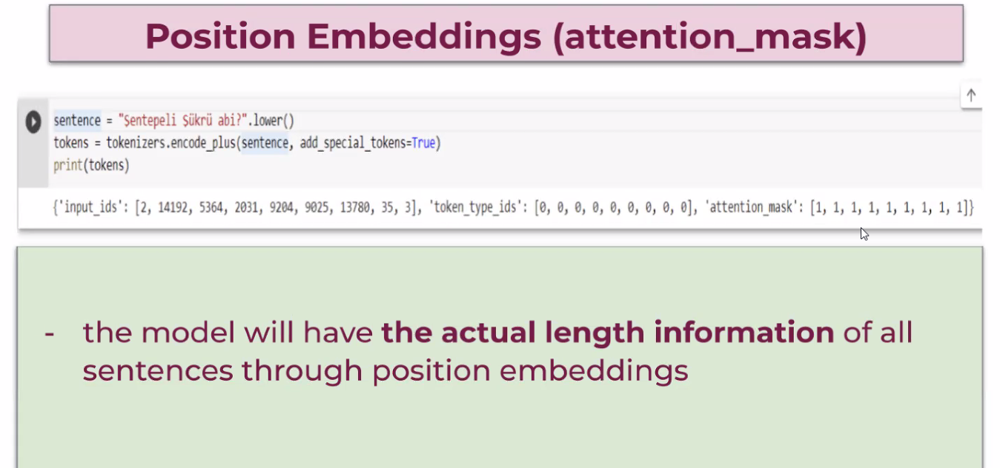 Position Embeddings (attention_mask)
sentence = "Şentepeli Şükrü abi?".lower()
tokens = tokenizers.encode_plus(sentence, add_special_tokens=True)
print(tokens)
{'input_ids': [2, 14192, 5364, 2031, 9204, 9025, 13780, 35, 3], 'token_type_ids': [0, 0, 0, 0, 0, 0, 0, 0, 0], 'attention_mask': [1, 1, 1, 1, 1, 1, 1, 1, 1]}
- the model will have the actual length information of all
sentences through position embeddings